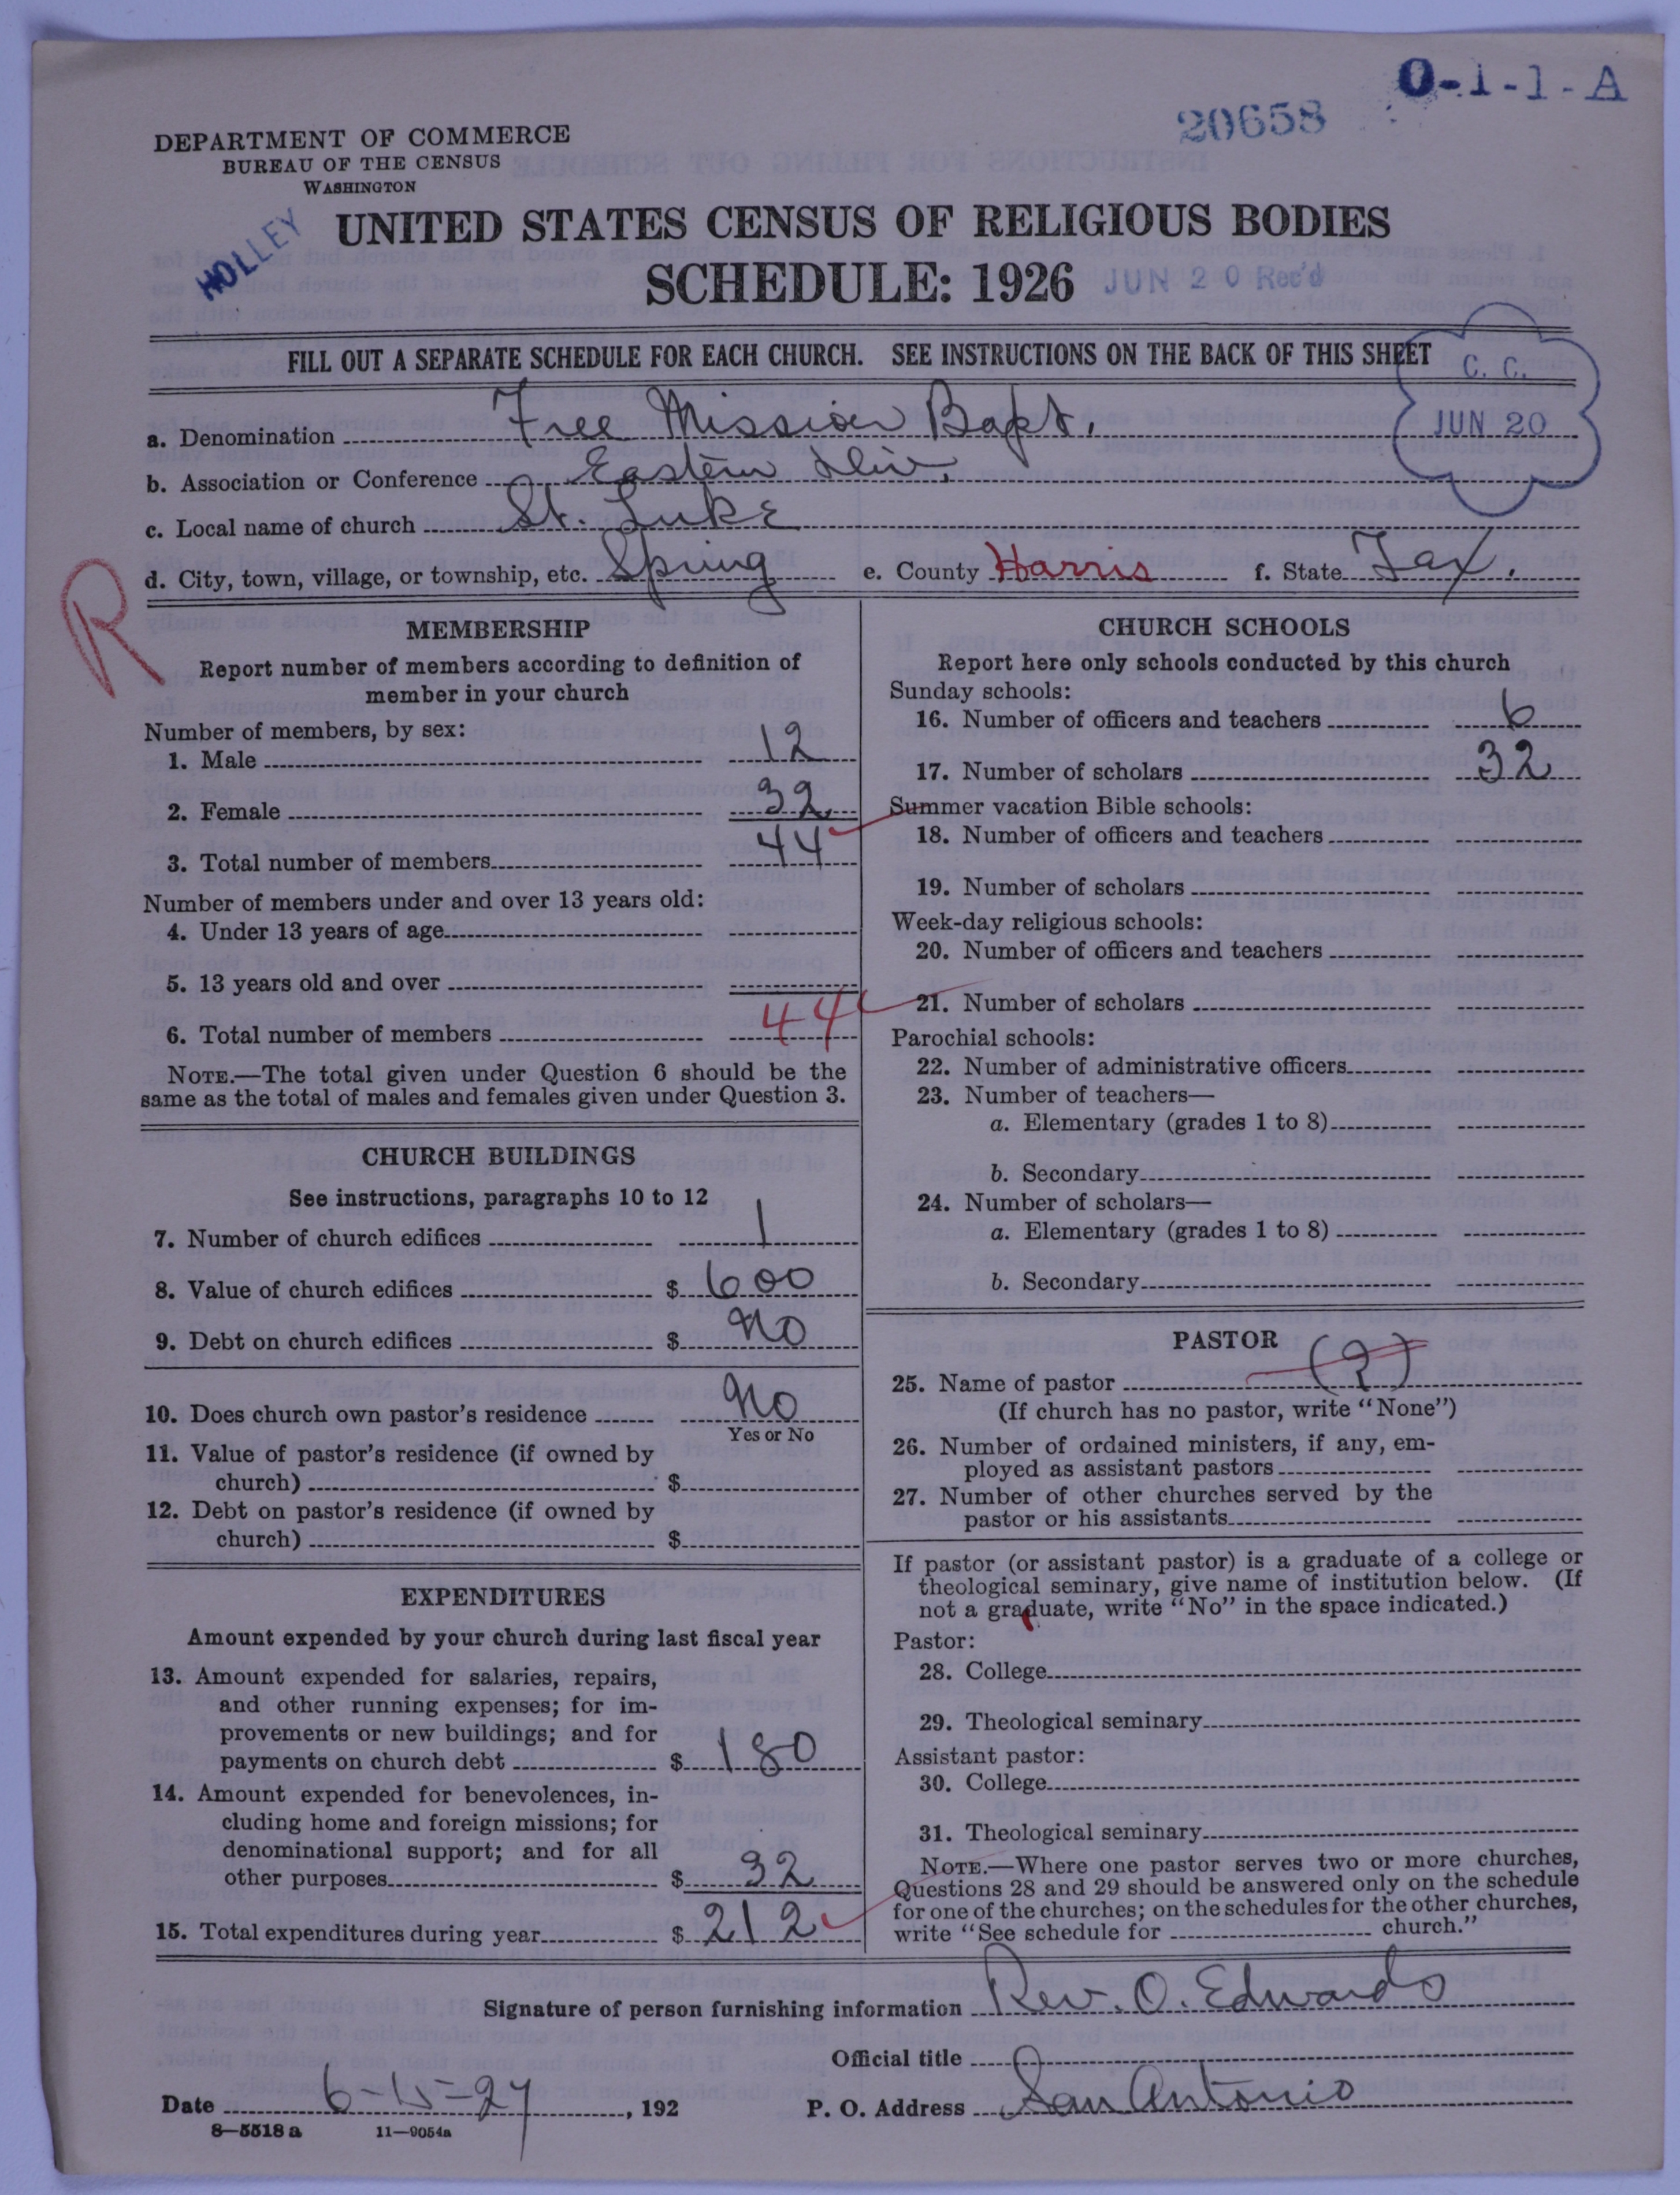 0-1-1-A
20658
DEPARTMENT OF COMMERCE
BUREAU OF THE CENSUS
WASHINGTON
HOLLEY
UNITED STATES CENSUS OF RELIGIOUS BODIES
SCHEDULE: 1926 JUN 20 Rec'd
FILL OUT A SEPARATE SCHEDULE FOR EACH CHURCH. SEE INSTRUCTIONS ON THE BACK OF THIS SHEET
C. C.
JUN 20
a. Denomination Free Mission Bapt.
b. Association or Conference Eastern Div.
c. Local name of church St. Luke
d. City, town, village, or township, etc. Spring e. County Harris f. State Tex.
R
MEMBERSHIP
Report number of members according to definition of
member in your church
Number of members, by sex:
1. Male 12
2. Female 32
3. Total number of members 44
Number of members under and over 13 years old:
4. Under 13 years of age
5. 13 years old and over
6. Total number of members 44
NOTE.—The total given under Question 6 should be the
same as the total of males and females given under Question 3.
CHURCH BUILDINGS
See instructions, paragraphs 10 to 12
7. Number of church edifices 1
8. Value of church edifices $ 600
9. Debt on church edifices $ No
10. Does church own pastor's residence No
Yes or No
11. Value of pastor's residence (if owned by
church) $
12. Debt on pastor's residence (if owned by
church) $
EXPENDITURES
Amount expended by your church during last fiscal year
13. Amount expended for salaries, repairs,
and other running expenses; for im-
provements or new buildings; and for
payments on church debt $ 180
14. Amount expended for benevolences, in-
cluding home and foreign missions; for
denominational support; and for all
other purposes $ 32
15. Total expenditures during year $ 212
CHURCH SCHOOLS
Report here only schools conducted by this church
Sunday schools:
16. Number of officers and teachers 6
17. Number of scholars 32
Summer vacation Bible schools:
18. Number of officers and teachers
19. Number of scholars
Week-day religious schools:
20. Number of officers and teachers
21. Number of scholars
Parochial schools:
22. Number of administrative officers
23. Number of teachers—
a. Elementary (grades 1 to 8)
b. Secondary
24. Number of scholars—
a. Elementary (grades 1 to 8)
b. Secondary
PASTOR
25. Name of pastor (?)
(If church has no pastor, write "None")
26. Number of ordained ministers, if any, em-
ployed as assistant pastors
27. Number of other churches served by the
pastor or his assistants
If pastor (or assistant pastor) is a graduate of a college or
theological seminary, give name of institution below. (If
not a graduate, write "No" in the space indicated.)
Pastor:
28. College
29. Theological seminary
Assistant pastor:
30. College
31. Theological seminary
NOTE.—Where one pastor serves two or more churches,
Questions 28 and 29 should be answered only on the schedule
for one of the churches; on the schedules for the other churches,
write "See schedule for church."
Signature of person furnishing information Rev. O. Edwards
Official title
Date 6-15-27, 192 P. O. Address San Antonio
8—5518 a 11—9054a